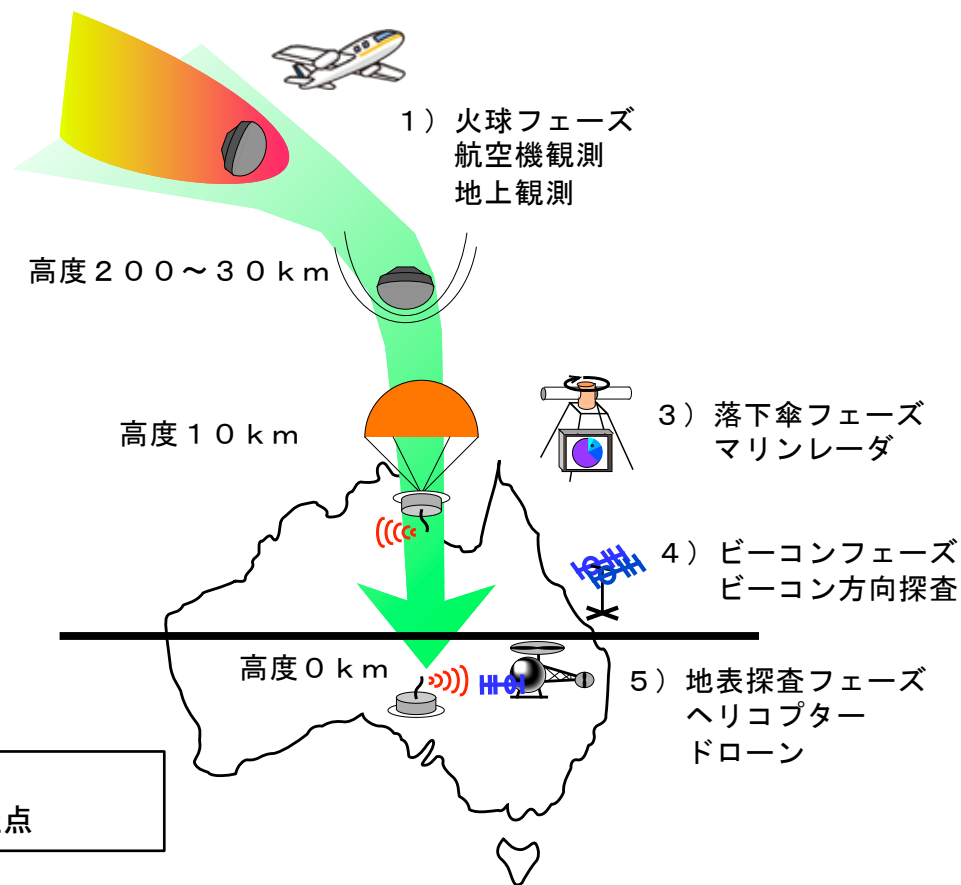 １）火球フェーズ
航空機観測
地上観測
高度２００～３０ｋｍ
高度１０ｋｍ
３）落下傘フェーズ
マリンレーダ
４）ビーコンフェーズ
ビーコン方向探査
高度０ｋｍ
５）地表探査フェーズ
ヘリコプター
ドローン
点